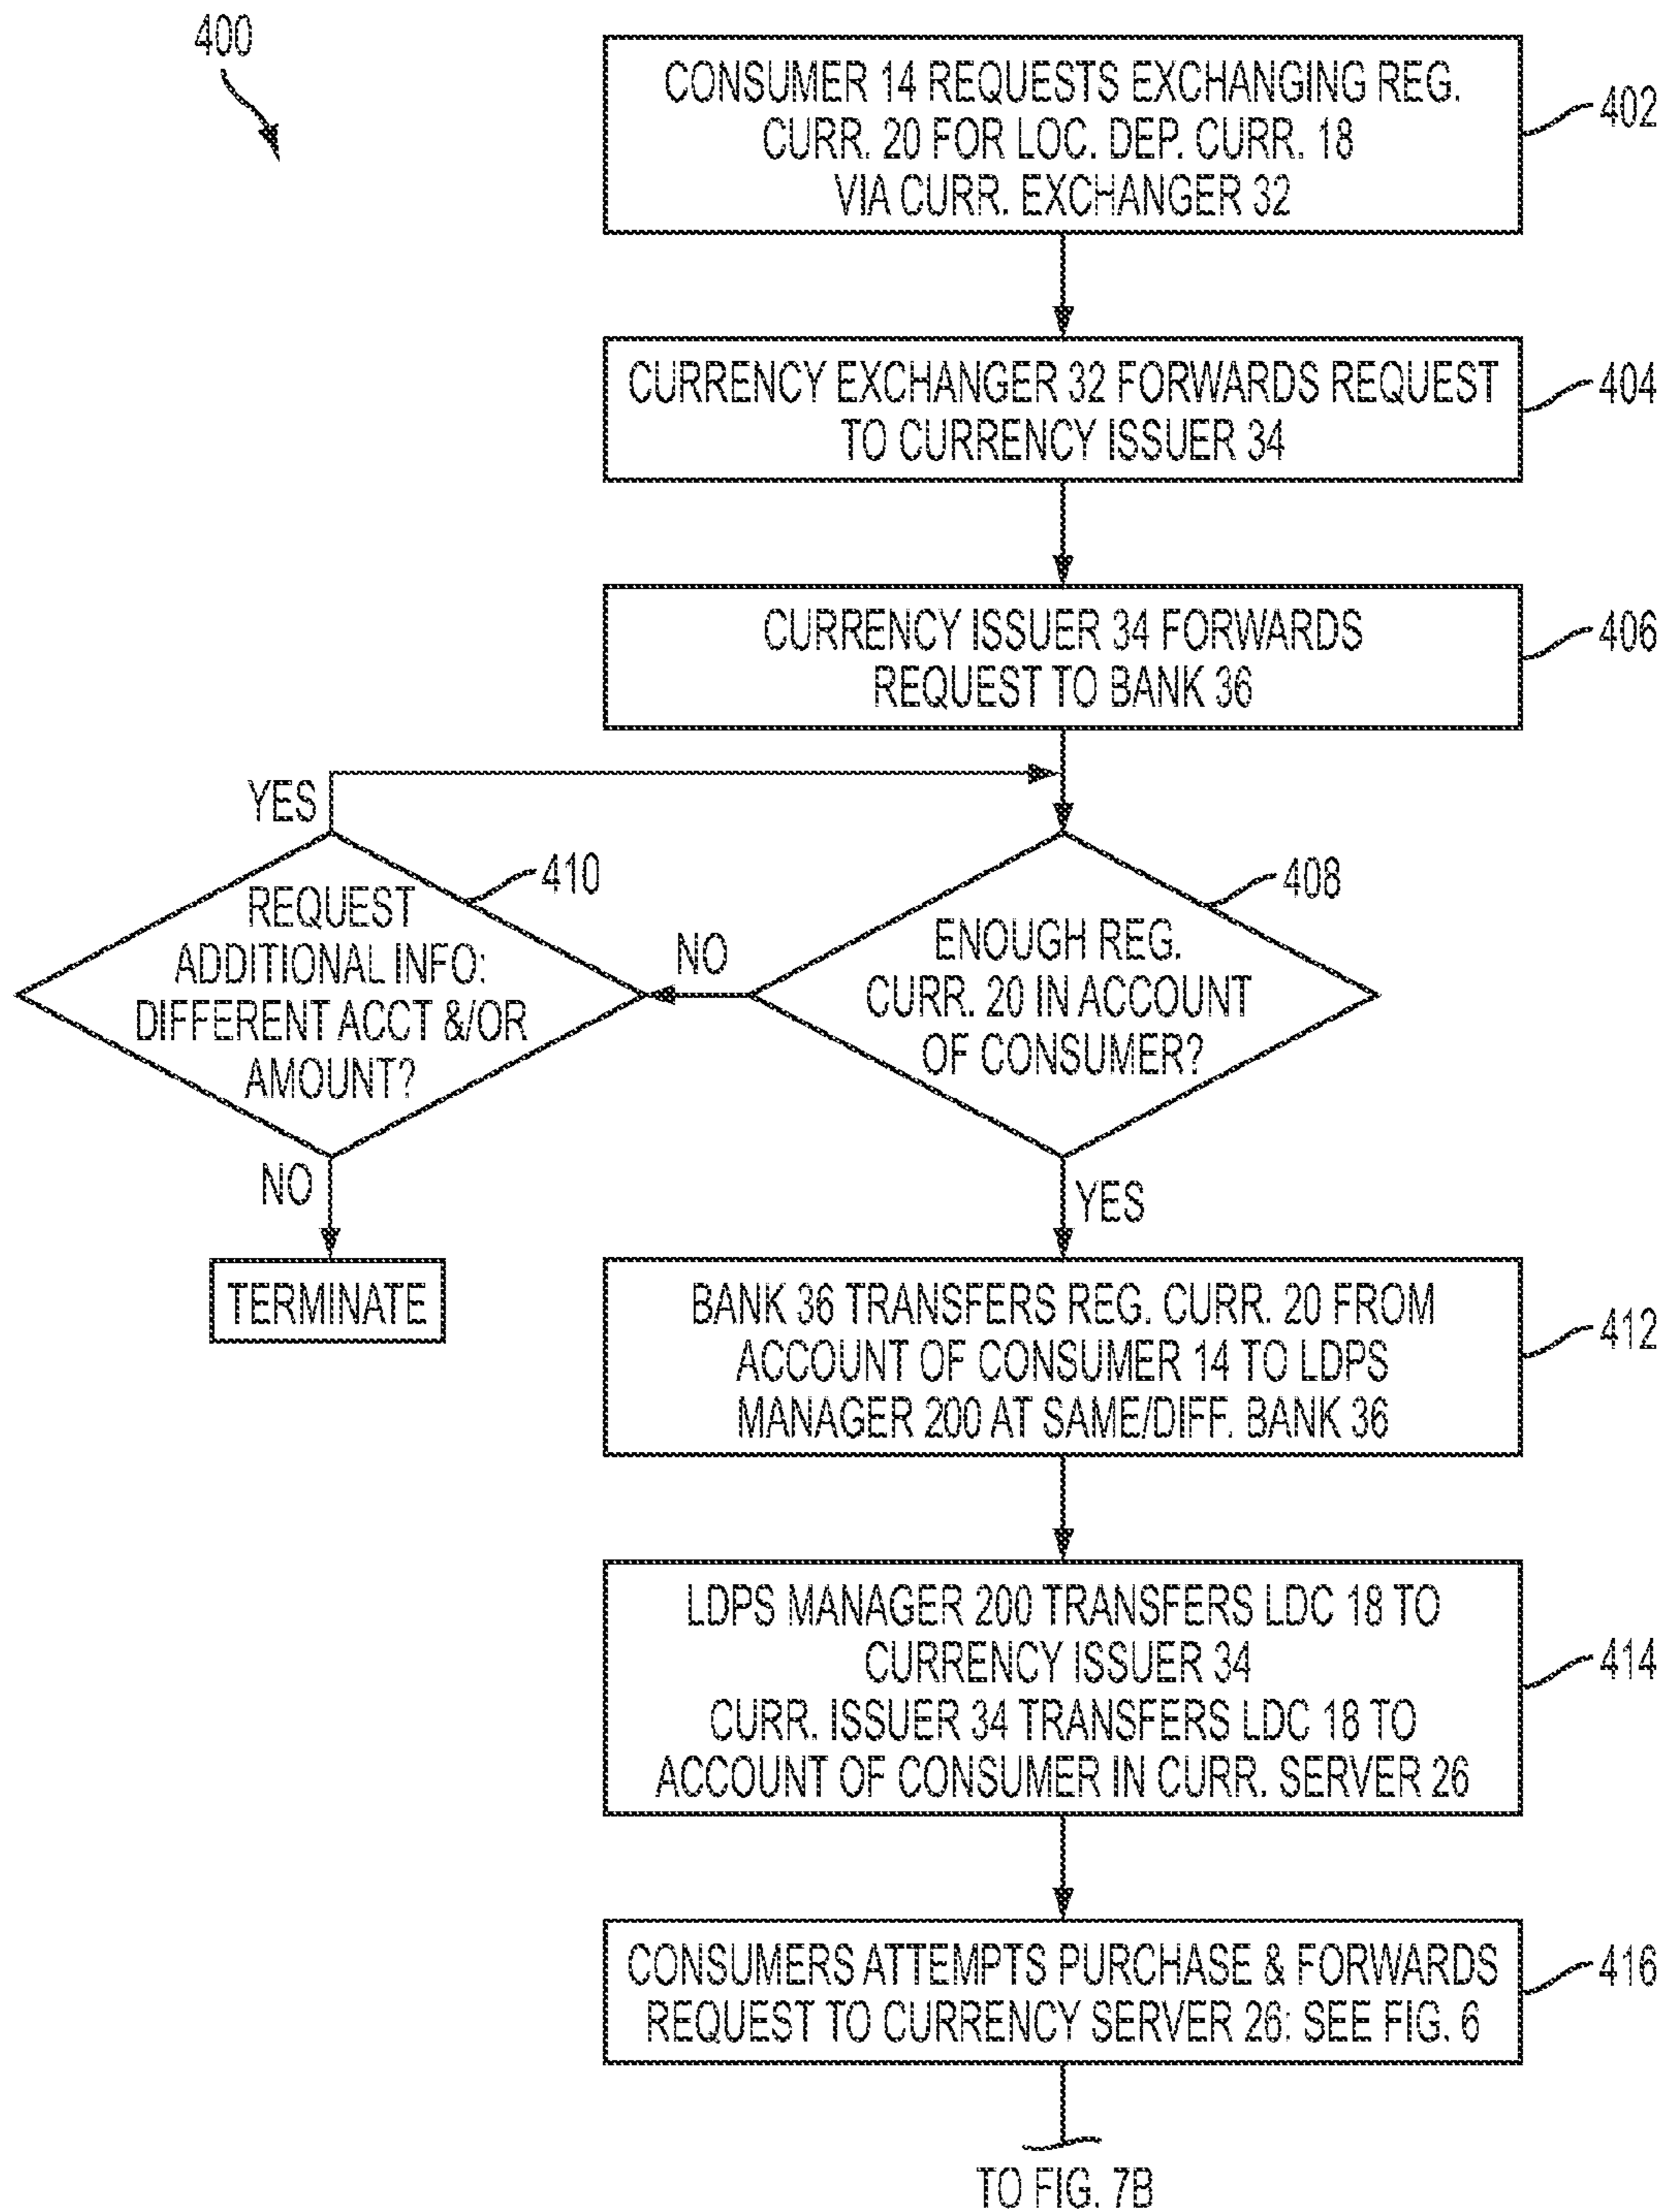 400
CONSUMER 14 REQUESTS EXCHANGING REG.
CURR. 20 FOR LOC. DEP. CURR. 18
VIA CURR. EXCHANGER 32
402
CURRENCY EXCHANGER 32 FORWARDS REQUEST
TO CURRENCY ISSUER 34
404
CURRENCY ISSUER 34 FORWARDS
REQUEST TO BANK 36
406
YES
410
REQUEST
ADDITIONAL INFO:
DIFFERENT ACCT &/OR
AMOUNT?
NO
408
ENOUGH REG.
CURR. 20 IN ACCOUNT
OF CONSUMER?
NO
YES
TERMINATE
BANK 36 TRANSFERS REG. CURR. 20 FROM
ACCOUNT OF CONSUMER 14 TO LDPS
MANAGER 200 AT SAME/DIFF. BANK 36
412
LDPS MANAGER 200 TRANSFERS LDC 18 TO
CURRENCY ISSUER 34
CURR. ISSUER 34 TRANSFERS LDC 18 TO
ACCOUNT OF CONSUMER IN CURR. SERVER 26
414
CONSUMERS ATTEMPTS PURCHASE & FORWARDS
REQUEST TO CURRENCY SERVER 26: SEE FIG. 6
416
TO FIG. 7B